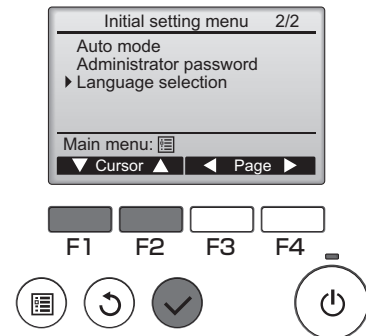 Initial setting menu 2/2
Auto mode
Administrator password
Language selection
Main menu:
Cursor Page
F1 F2 F3 F4